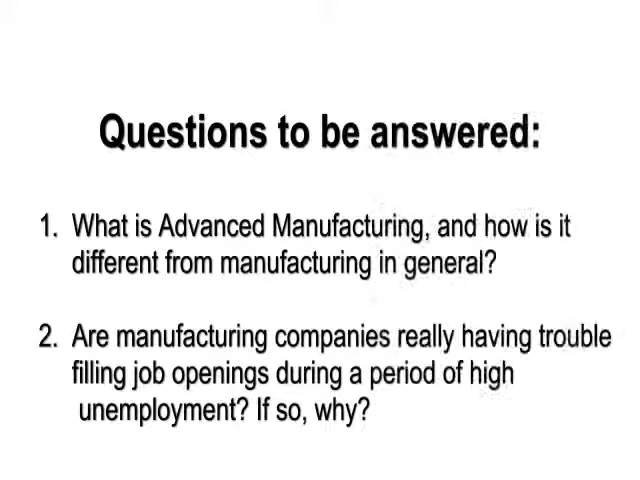 Questions to be answered:
1. What is Advanced Manufacturing, and how is it
different from manufacturing in general?
2. Are manufacturing companies really having trouble
filling job openings during a period of high
unemployment? If so, why?